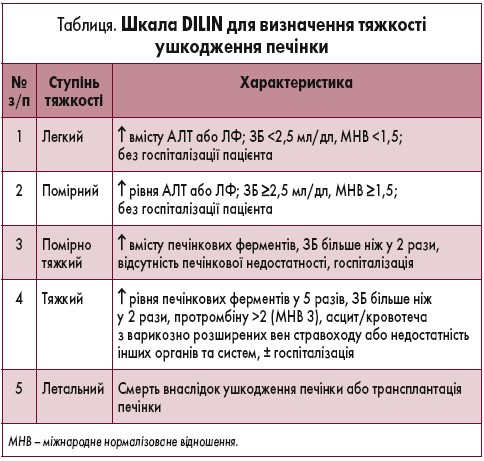 Таблиця. Шкала DILIN для визначення тяжкості
ушкодження печінки
№
з/п
Ступінь
тяжкості
Характеристика
1
Легкий
↑ вмісту АЛТ або ЛФ; ЗБ <2,5 мл/дл, МНВ <1,5;
без госпіталізації пацієнта
2
Помірний
↑ рівня АЛТ або ЛФ; ЗБ ≥2,5 мл/дл, МНВ ≥1,5;
без госпіталізації пацієнта
3
Помірно
тяжкий
↑ вмісту печінкових ферментів, ЗБ більше ніж у 2 рази,
відсутність печінкової недостатності, госпіталізація
4
Тяжкий
↑ рівня печінкових ферментів у 5 разів, ЗБ більше ніж
у 2 рази, протромбіну >2 (МНВ 3), асцит/кровотеча
з варикозно розширених вен стравоходу або недостатність
інших органів та систем, ± госпіталізація
5
Летальний
Смерть внаслідок ушкодження печінки або трансплантація
печінки
МНВ – міжнародне нормалізоване відношення.